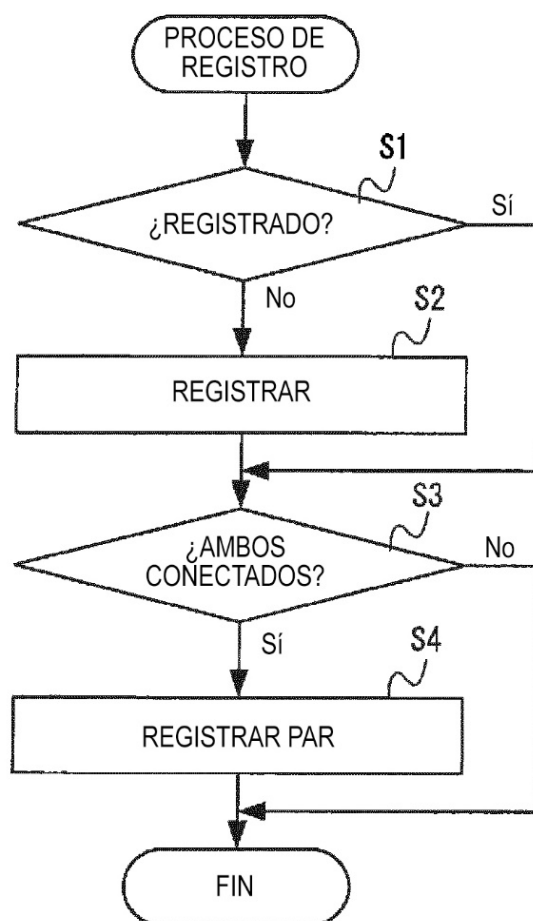 PROCESO DE
REGISTRO
S1
¿REGISTRADO?
Sí
No
S2
REGISTRAR
S3
¿AMBOS
CONECTADOS?
No
Sí
S4
REGISTRAR PAR
FIN